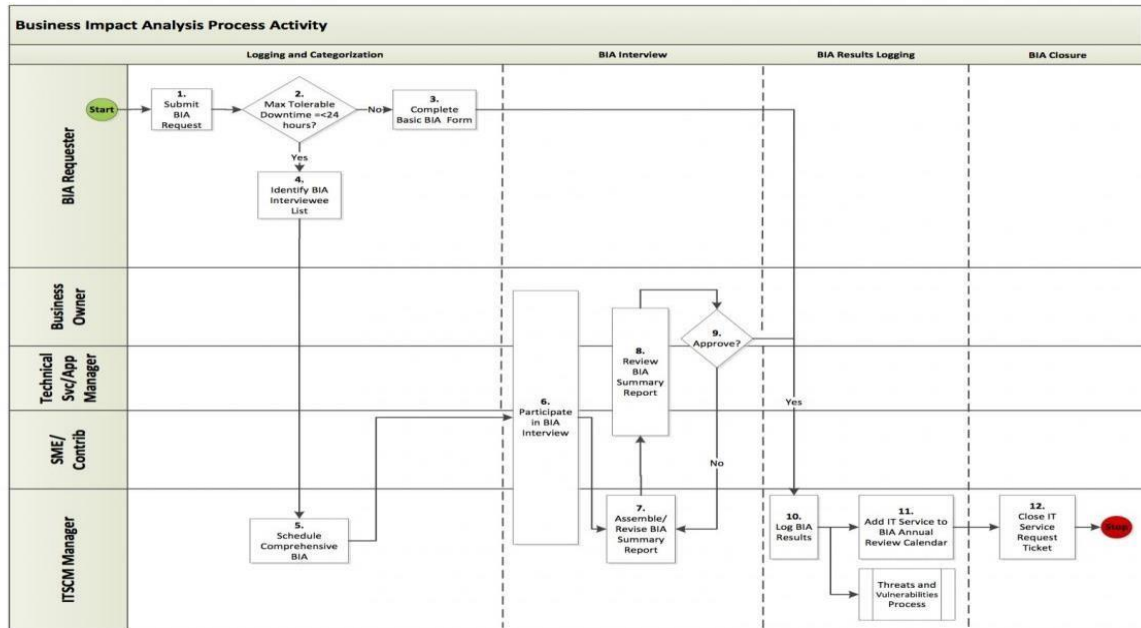 Business Impact Analysis Process Activity
Logging and Categorization
BIA Interview
BIA Results Logging
BIA Closure
BIA Requester
Start
1.
Submit
BIA
Request
2.
Max Tolerable
Downtime =<24
hours?
No
3.
Complete
Basic BIA Form
Yes
4.
Identify BIA
Interviewee
List
Business
Owner
Technical
Svc/App
Manager
SME/
Contrib
6.
Participate
in BIA
Interview
8.
Review
BIA
Summary
Report
9.
Approve?
Yes
No
ITSCM Manager
5.
Schedule
Comprehensive
BIA
7.
Assemble/
Revise BIA
Summary
Report
10.
Log BIA
Results
11.
Add IT Service to
BIA Annual
Review Calendar
Threats and
Vulnerabilities
Process
12.
Close IT
Service
Request
Ticket
Stop